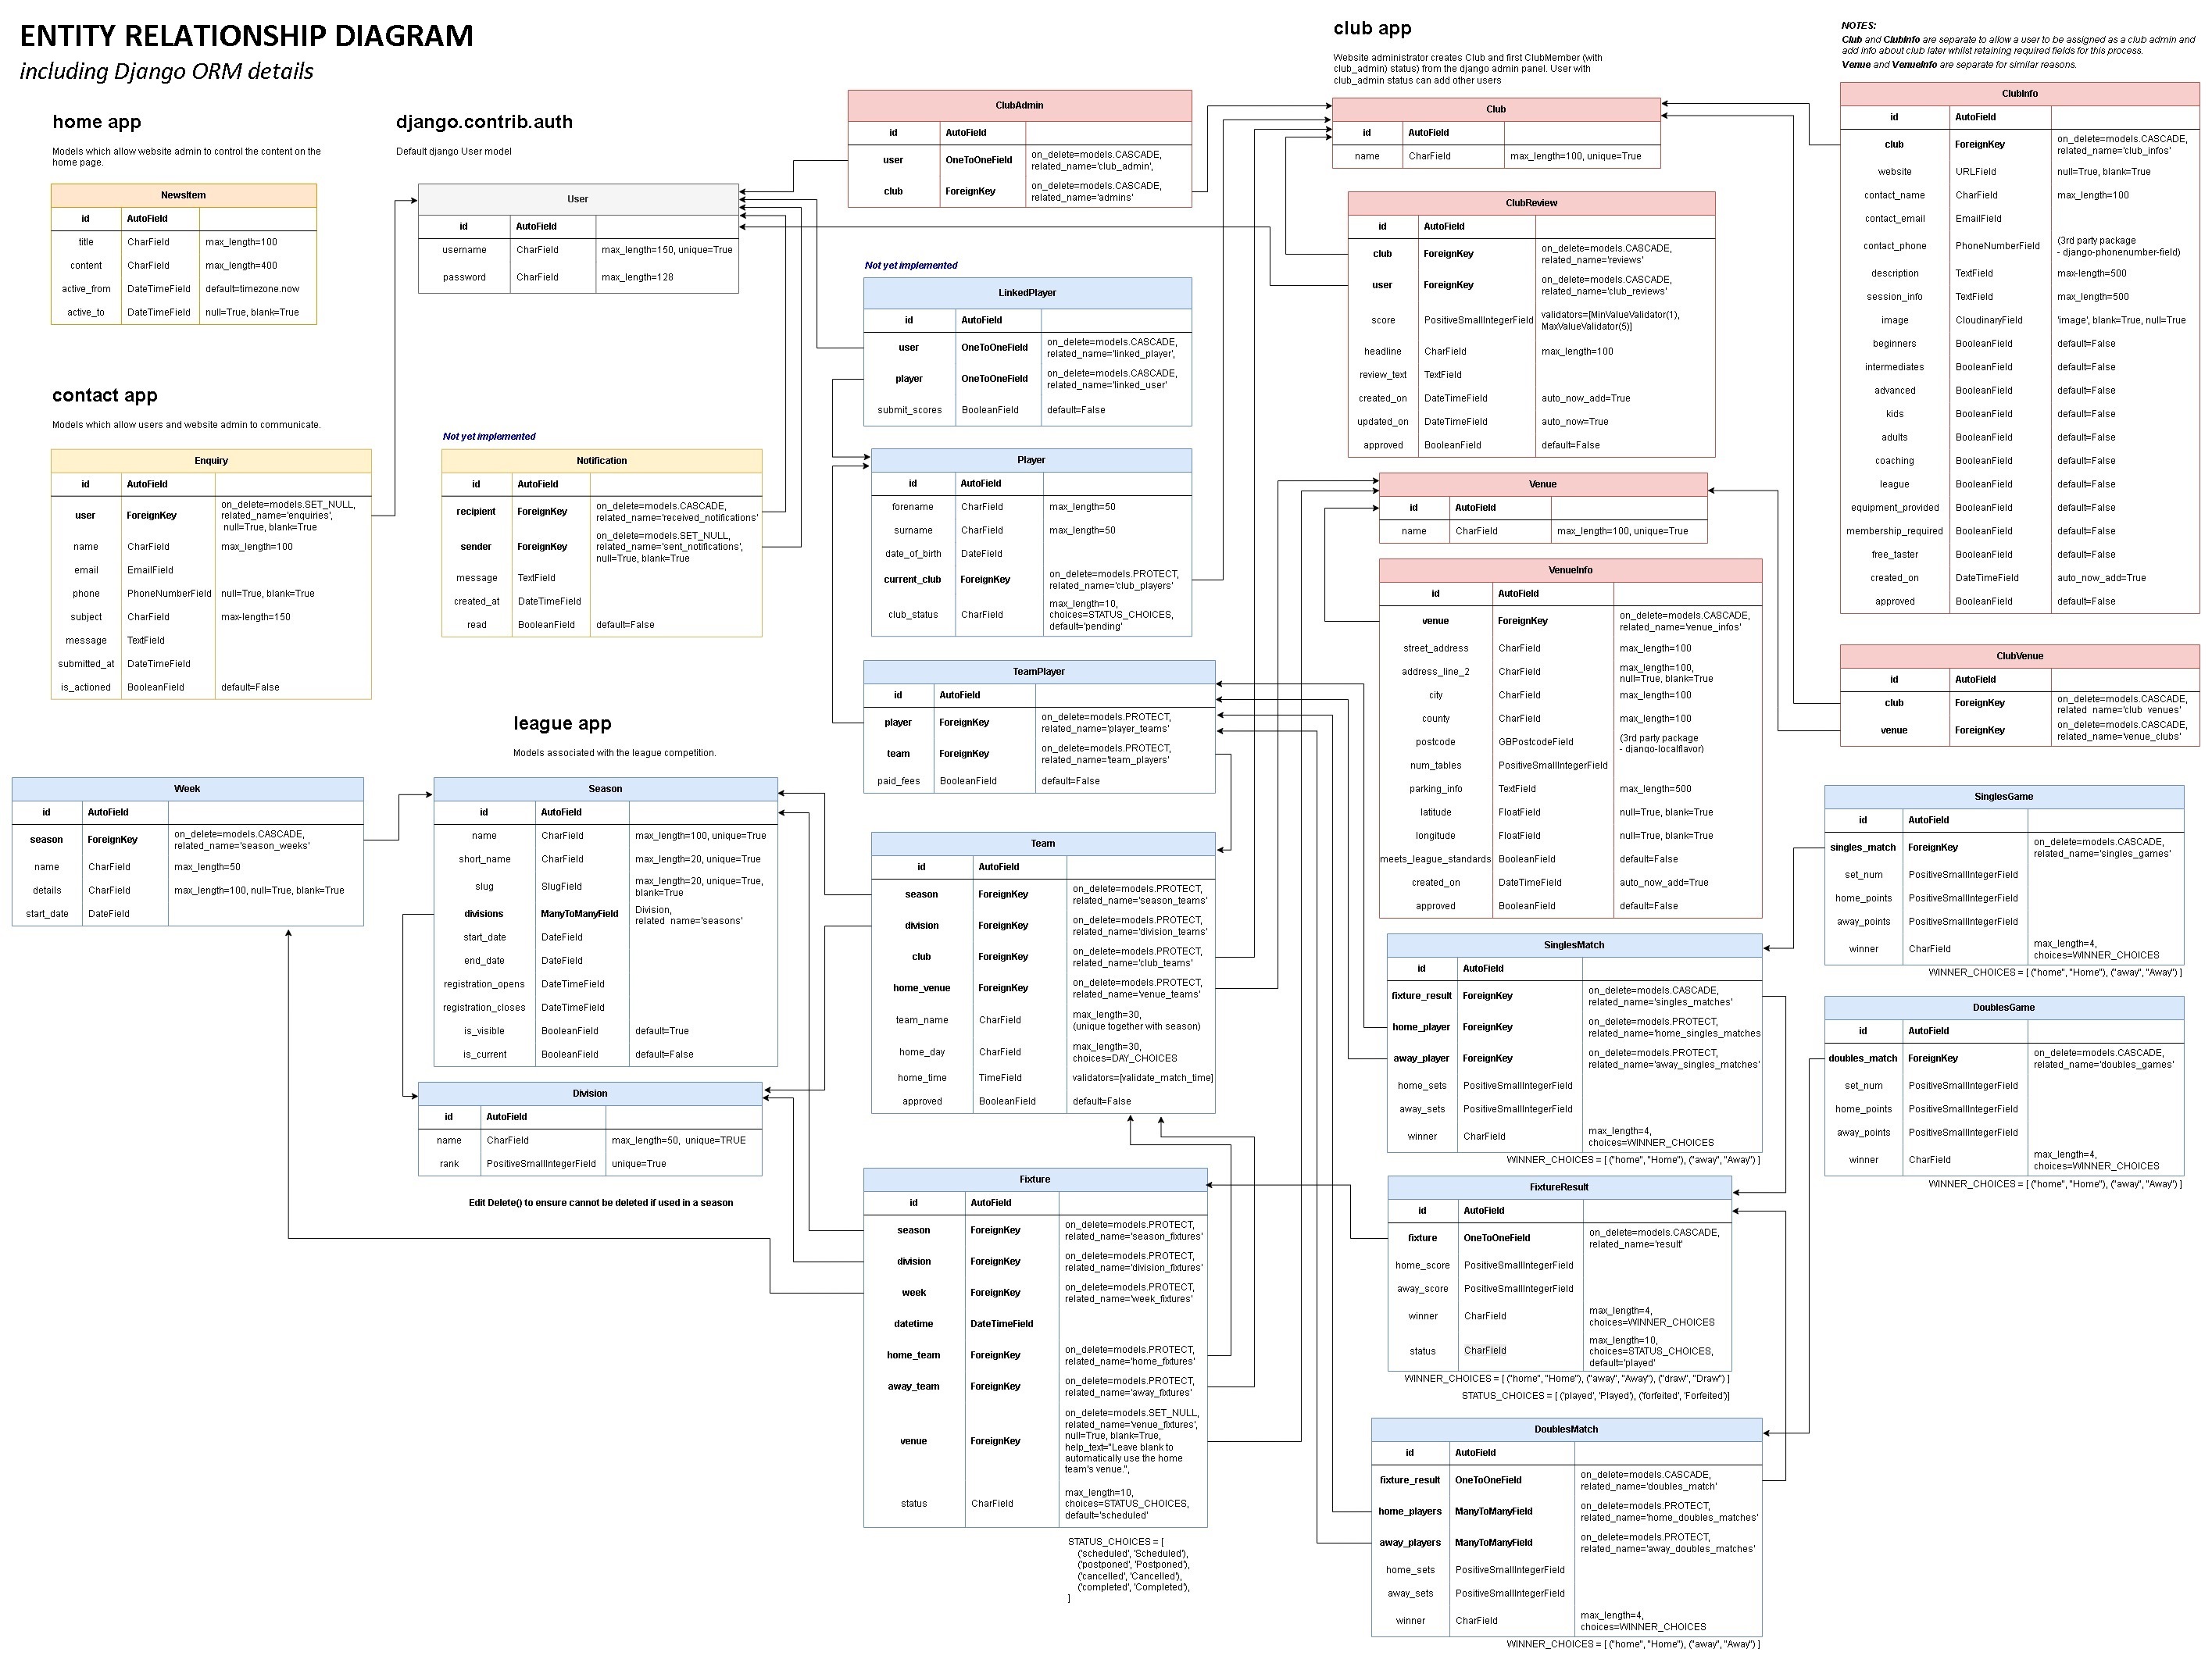 ENTITY RELATIONSHIP DIAGRAM
including Django ORM details
home app
Models which allow website admin to control the content on the
home page.
NewsItem
id AutoField
title CharField max_length=100
content CharField max_length=400
active_from DateTimeField default=timezone.now
active_to DateTimeField null=True, blank=True
contact app
Models which allow users and website admin to communicate.
Enquiry
id AutoField
user ForeignKey on_delete=models.SET_NULL,
related_name='enquiries',
null=True, blank=True
name CharField max_length=100
email EmailField
phone PhoneNumberField null=True, blank=True
subject CharField max-length=150
message TextField
submitted_at DateTimeField
is_actioned BooleanField default=False
django.contrib.auth
Default django User model
User
id AutoField
username CharField max_length=150, unique=True
password CharField max_length=128
Not yet implemented
Notification
id AutoField
recipient ForeignKey on_delete=models.CASCADE,
related_name='received_notifications'
sender ForeignKey on_delete=models.SET_NULL,
related_name='sent_notifications',
null=True, blank=True
message TextField
created_at DateTimeField
read BooleanField default=False
league app
Models associated with the league competition.
Week
id AutoField
season ForeignKey on_delete=models.CASCADE,
related_name='season_weeks'
name CharField max_length=50
details CharField max_length=100, null=True, blank=True
start_date DateField
Season
id AutoField
name CharField max_length=100, unique=True
short_name CharField max_length=20, unique=True
slug SlugField max_length=20, unique=True,
blank=True
divisions ManyToManyField Division,
related_name='seasons'
start_date DateField
end_date DateField
registration_opens DateTimeField
registration_closes DateTimeField
is_visible BooleanField default=True
is_current BooleanField default=False
Division
id AutoField
name CharField max_length=50, unique=TRUE
rank PositiveSmallIntegerField unique=True
Edit Delete() to ensure cannot be deleted if used in a season
ClubAdmin
id AutoField
user OneToOneField on_delete=models.CASCADE,
related_name='club_admin',
club ForeignKey on_delete=models.CASCADE,
related_name='admins'
Not yet implemented
LinkedPlayer
id AutoField
user OneToOneField on_delete=models.CASCADE,
related_name='linked_player',
player OneToOneField on_delete=models.CASCADE,
related_name='linked_user'
submit_scores BooleanField default=False
Player
id AutoField
forename CharField max_length=50
surname CharField max_length=50
date_of_birth DateField
current_club ForeignKey on_delete=models.PROTECT,
related_name='club_players'
club_status CharField max_length=10,
choices=STATUS_CHOICES,
default='pending'
TeamPlayer
id AutoField
player ForeignKey on_delete=models.PROTECT,
related_name='player_teams'
team ForeignKey on_delete=models.PROTECT,
related_name='team_players'
paid_fees BooleanField default=False
Team
id AutoField
season ForeignKey on_delete=models.PROTECT,
related_name='season_teams'
division ForeignKey on_delete=models.PROTECT,
related_name='division_teams'
club ForeignKey on_delete=models.PROTECT,
related_name='club_teams'
home_venue ForeignKey on_delete=models.PROTECT,
related_name='venue_teams'
team_name CharField max_length=30,
(unique together with season)
home_day CharField max_length=30,
choices=DAY_CHOICES
home_time TimeField validators=[validate_match_time]
approved BooleanField default=False
Fixture
id AutoField
season ForeignKey on_delete=models.PROTECT,
related_name='season_fixtures'
division ForeignKey on_delete=models.PROTECT,
related_name='division_fixtures'
week ForeignKey on_delete=models.PROTECT,
related_name='week_fixtures'
datetime DateTimeField
home_team ForeignKey on_delete=models.PROTECT,
related_name='home_fixtures'
away_team ForeignKey on_delete=models.PROTECT,
related_name='away_fixtures'
venue ForeignKey on_delete=models.SET_NULL,
related_name='venue_fixtures',
null=True, blank=True,
help_text="Leave blank to
automatically use the home
team's venue.",
status CharField max_length=10,
choices=STATUS_CHOICES,
default='scheduled'
STATUS_CHOICES = [
('scheduled', 'Scheduled'),
('postponed', 'Postponed'),
('cancelled', 'Cancelled'),
('completed', 'Completed'),
]
club app
Website administrator creates Club and first ClubMember (with
club_admin) status) from the django admin panel. User with
club_admin status can add other users
Club
id AutoField
name CharField max_length=100, unique=True
ClubReview
id AutoField
club ForeignKey on_delete=models.CASCADE,
related_name='reviews'
user ForeignKey on_delete=models.CASCADE,
related_name='club_reviews'
score PositiveSmallIntegerField validators=[MinValueValidator(1),
MaxValueValidator(5)]
headline CharField max_length=100
review_text TextField
created_on DateTimeField auto_now_add=True
updated_on DateTimeField auto_now=True
approved BooleanField default=False
Venue
id AutoField
name CharField max_length=100, unique=True
VenueInfo
id AutoField
venue ForeignKey on_delete=models.CASCADE,
related_name='venue_infos'
street_address CharField max_length=100
address_line_2 CharField max_length=100,
null=True, blank=True
city CharField max_length=100
county CharField max_length=100
postcode GBPostcodeField (3rd party package
- django-localflavor)
num_tables PositiveSmallIntegerField
parking_info TextField max_length=500
latitude FloatField null=True, blank=True
longitude FloatField null=True, blank=True
meets_league_standards BooleanField default=False
created_on DateTimeField auto_now_add=True
approved BooleanField default=False
SinglesMatch
id AutoField
fixture_result ForeignKey on_delete=models.CASCADE,
related_name='singles_matches'
home_player ForeignKey on_delete=models.PROTECT,
related_name='home_singles_matches
away_player ForeignKey on_delete=models.PROTECT,
related_name='away_singles_matches'
home_sets PositiveSmallIntegerField
away_sets PositiveSmallIntegerField
winner CharField max_length=4,
choices=WINNER_CHOICES
WINNER_CHOICES = [ ("home", "Home"), ("away", "Away") ]
FixtureResult
id AutoField
fixture OneToOneField on_delete=models.CASCADE,
related_name='result'
home_score PositiveSmallIntegerField
away_score PositiveSmallIntegerField
winner CharField max_length=4,
choices=WINNER_CHOICES
status CharField max_length=10,
choices=STATUS_CHOICES,
default='played'
WINNER_CHOICES = [ ("home", "Home"), ("away", "Away"), ("draw", "Draw") ]
STATUS_CHOICES = [ ('played', 'Played'), ('forfeited', 'Forfeited')]
DoublesMatch
id AutoField
fixture_result OneToOneField on_delete=models.CASCADE,
related_name='doubles_match'
home_players ManyToManyField on_delete=models.PROTECT,
related_name='home_doubles_matches'
away_players ManyToManyField on_delete=models.PROTECT,
related_name='away_doubles_matches'
home_sets PositiveSmallIntegerField
away_sets PositiveSmallIntegerField
winner CharField max_length=4,
choices=WINNER_CHOICES
WINNER_CHOICES = [ ("home", "Home"), ("away", "Away") ]
NOTES:
Club and ClubInfo are separate to allow a user to be assigned as a club admin and
add info about club later whilst retaining required fields for this process.
Venue and VenueInfo are separate for similar reasons.
ClubInfo
id AutoField
club ForeignKey on_delete=models.CASCADE,
related_name='club_infos'
website URLField null=True, blank=True
contact_name CharField max_length=100
contact_email EmailField
contact_phone PhoneNumberField (3rd party package
- django-phonenumber-field)
description TextField max-length=500
session_info TextField max_length=500
image CloudinaryField 'image', blank=True, null=True
beginners BooleanField default=False
intermediates BooleanField default=False
advanced BooleanField default=False
kids BooleanField default=False
adults BooleanField default=False
coaching BooleanField default=False
league BooleanField default=False
equipment_provided BooleanField default=False
membership_required BooleanField default=False
free_taster BooleanField default=False
created_on DateTimeField auto_now_add=True
approved BooleanField default=False
ClubVenue
id AutoField
club ForeignKey on_delete=models.CASCADE,
related_name='club_venues'
venue ForeignKey on_delete=models.CASCADE,
related_name='venue_clubs'
SinglesGame
id AutoField
singles_match ForeignKey on_delete=models.CASCADE,
related_name='singles_games'
set_num PositiveSmallIntegerField
home_points PositiveSmallIntegerField
away_points PositiveSmallIntegerField
winner CharField max_length=4,
choices=WINNER_CHOICES
WINNER_CHOICES = [ ("home", "Home"), ("away", "Away") ]
DoublesGame
id AutoField
doubles_match ForeignKey on_delete=models.CASCADE,
related_name='doubles_games'
set_num PositiveSmallIntegerField
home_points PositiveSmallIntegerField
away_points PositiveSmallIntegerField
winner CharField max_length=4,
choices=WINNER_CHOICES
WINNER_CHOICES = [ ("home", "Home"), ("away", "Away") ]